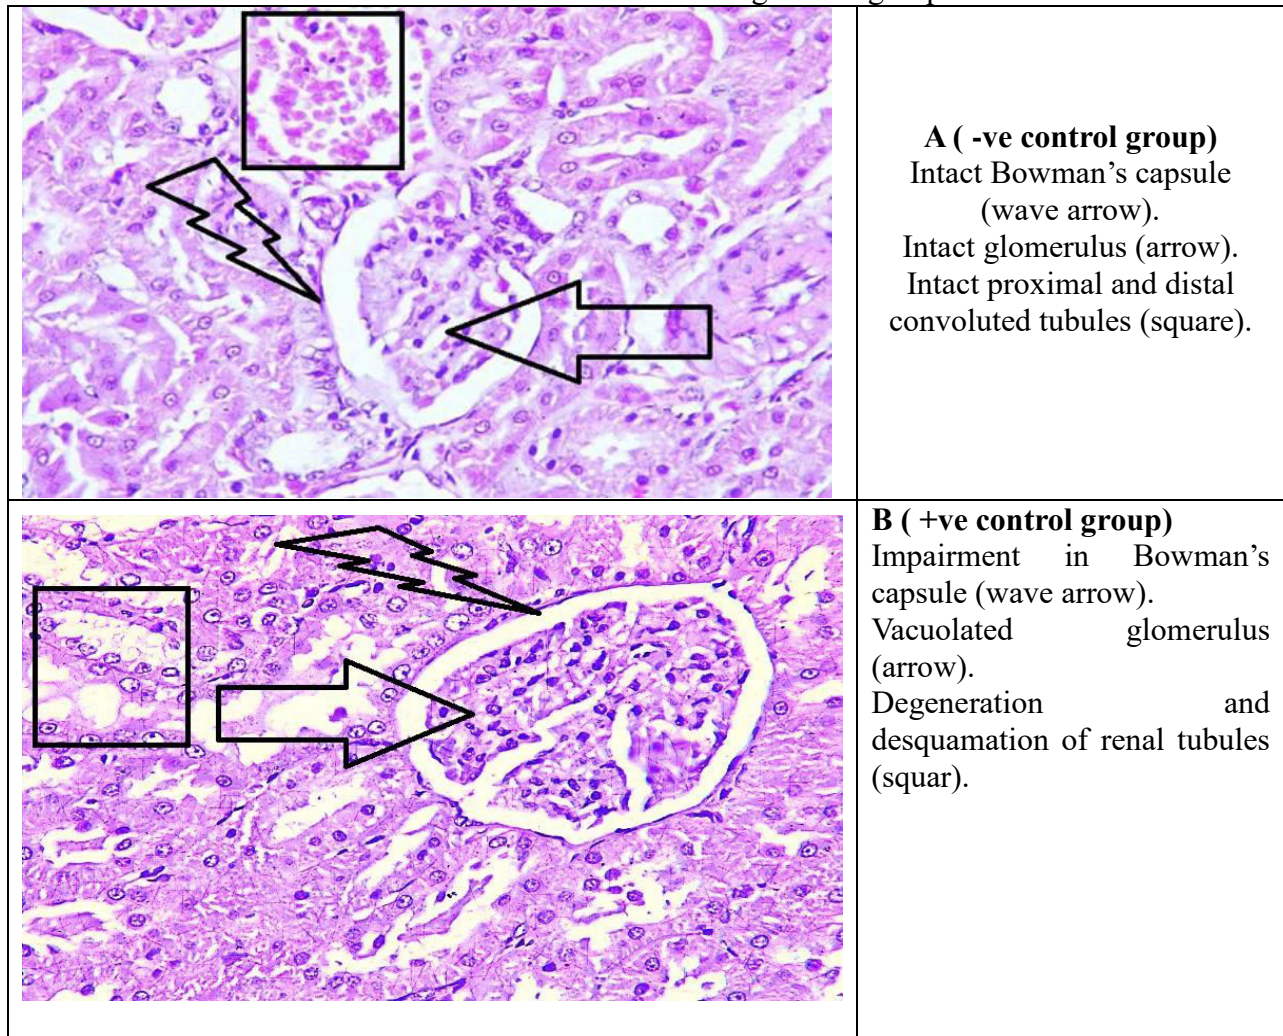 A ( -ve control group)
Intact Bowman’s capsule
(wave arrow).
Intact glomerulus (arrow).
Intact proximal and distal
convoluted tubules (square).
B ( +ve control group)
Impairment in Bowman’s
capsule (wave arrow).
Vacuolated glomerulus
(arrow).
Degeneration and
desquamation of renal tubules
(squar).